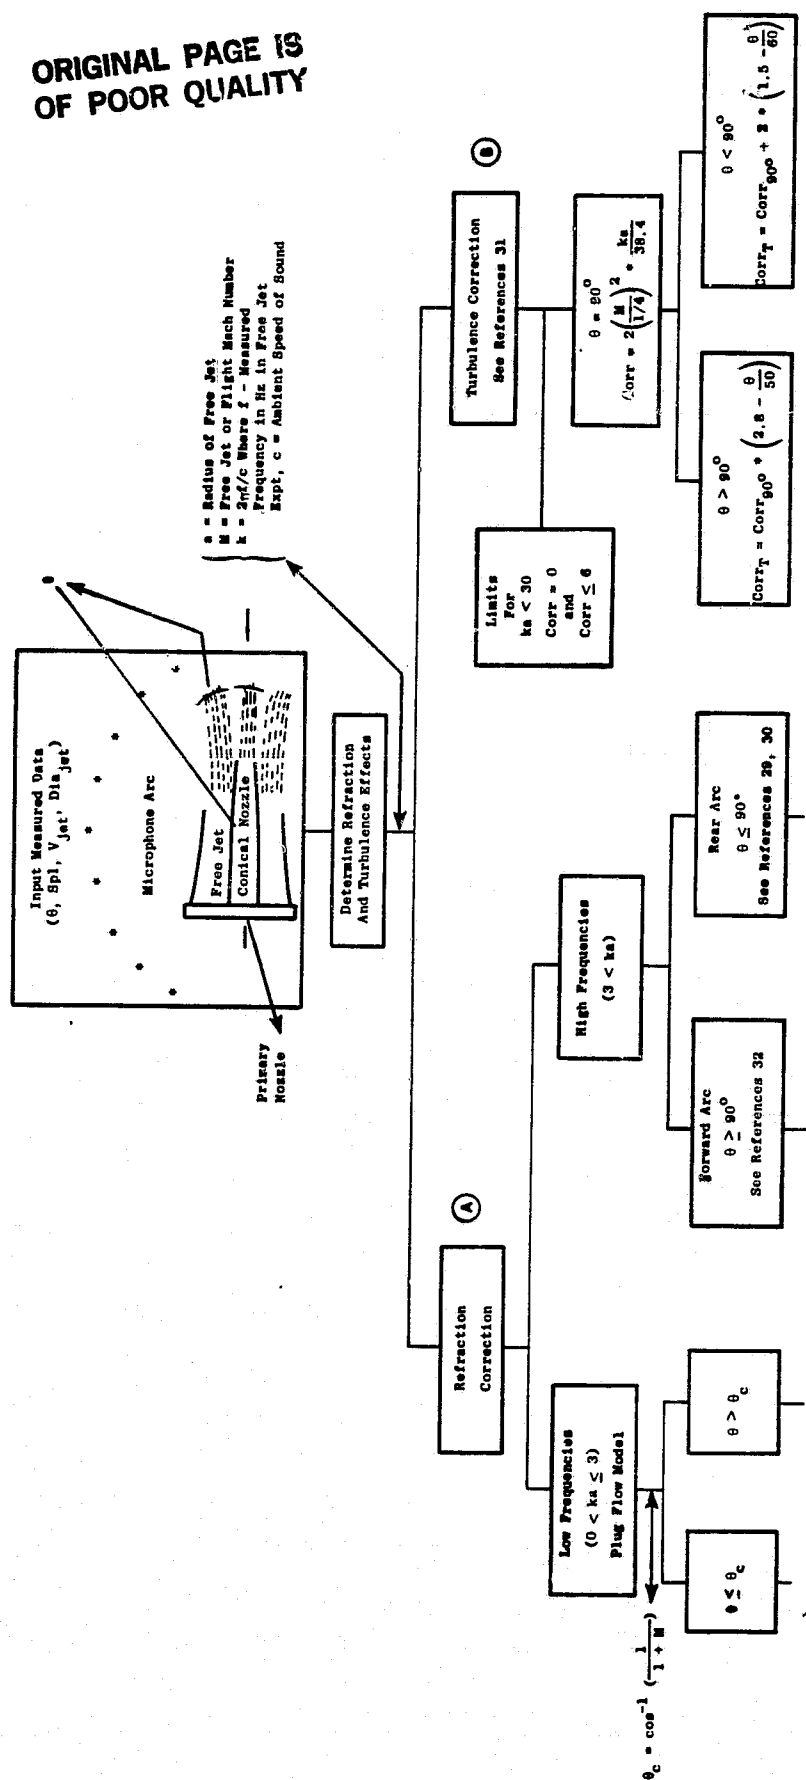 ORIGINAL PAGE IS
OF POOR QUALITY
Input Measured Data
(θ, Spl, V_jet, Dia_jet)
Microphone Arc
Free Jet
Conical Nozzle
Primary
Nozzle
θ
a = Radius of Free Jet
M = Free Jet or Flight Mach Number
k = 2πf/c Where f - Measured
Frequency in Hz in Free Jet
Expt, c = Ambient Speed of Sound
Determine Refraction
And Turbulence Effects
A
Refraction
Correction
Low Frequencies
(0 < ka ≤ 3)
Plug Flow Model
θ_c = cos⁻¹ (1/(1 + M))
θ ≤ θ_c
θ > θ_c
High Frequencies
(3 < ka)
Forward Arc
θ ≥ 90°
See References 32
Rear Arc
θ ≤ 90°
See References 29, 30
B
Turbulence Correction
See References 31
Limits
For
ka < 30
Corr = 0
and
Corr ≤ 6
θ = 90°
Corr = 2(M/(1/4))² * ka/38.4
θ > 90°
Corr_T = Corr_90° * (2.8 - θ/50)
θ < 90°
Corr_T = Corr_90° + 2 * (1.5 - θ/60)